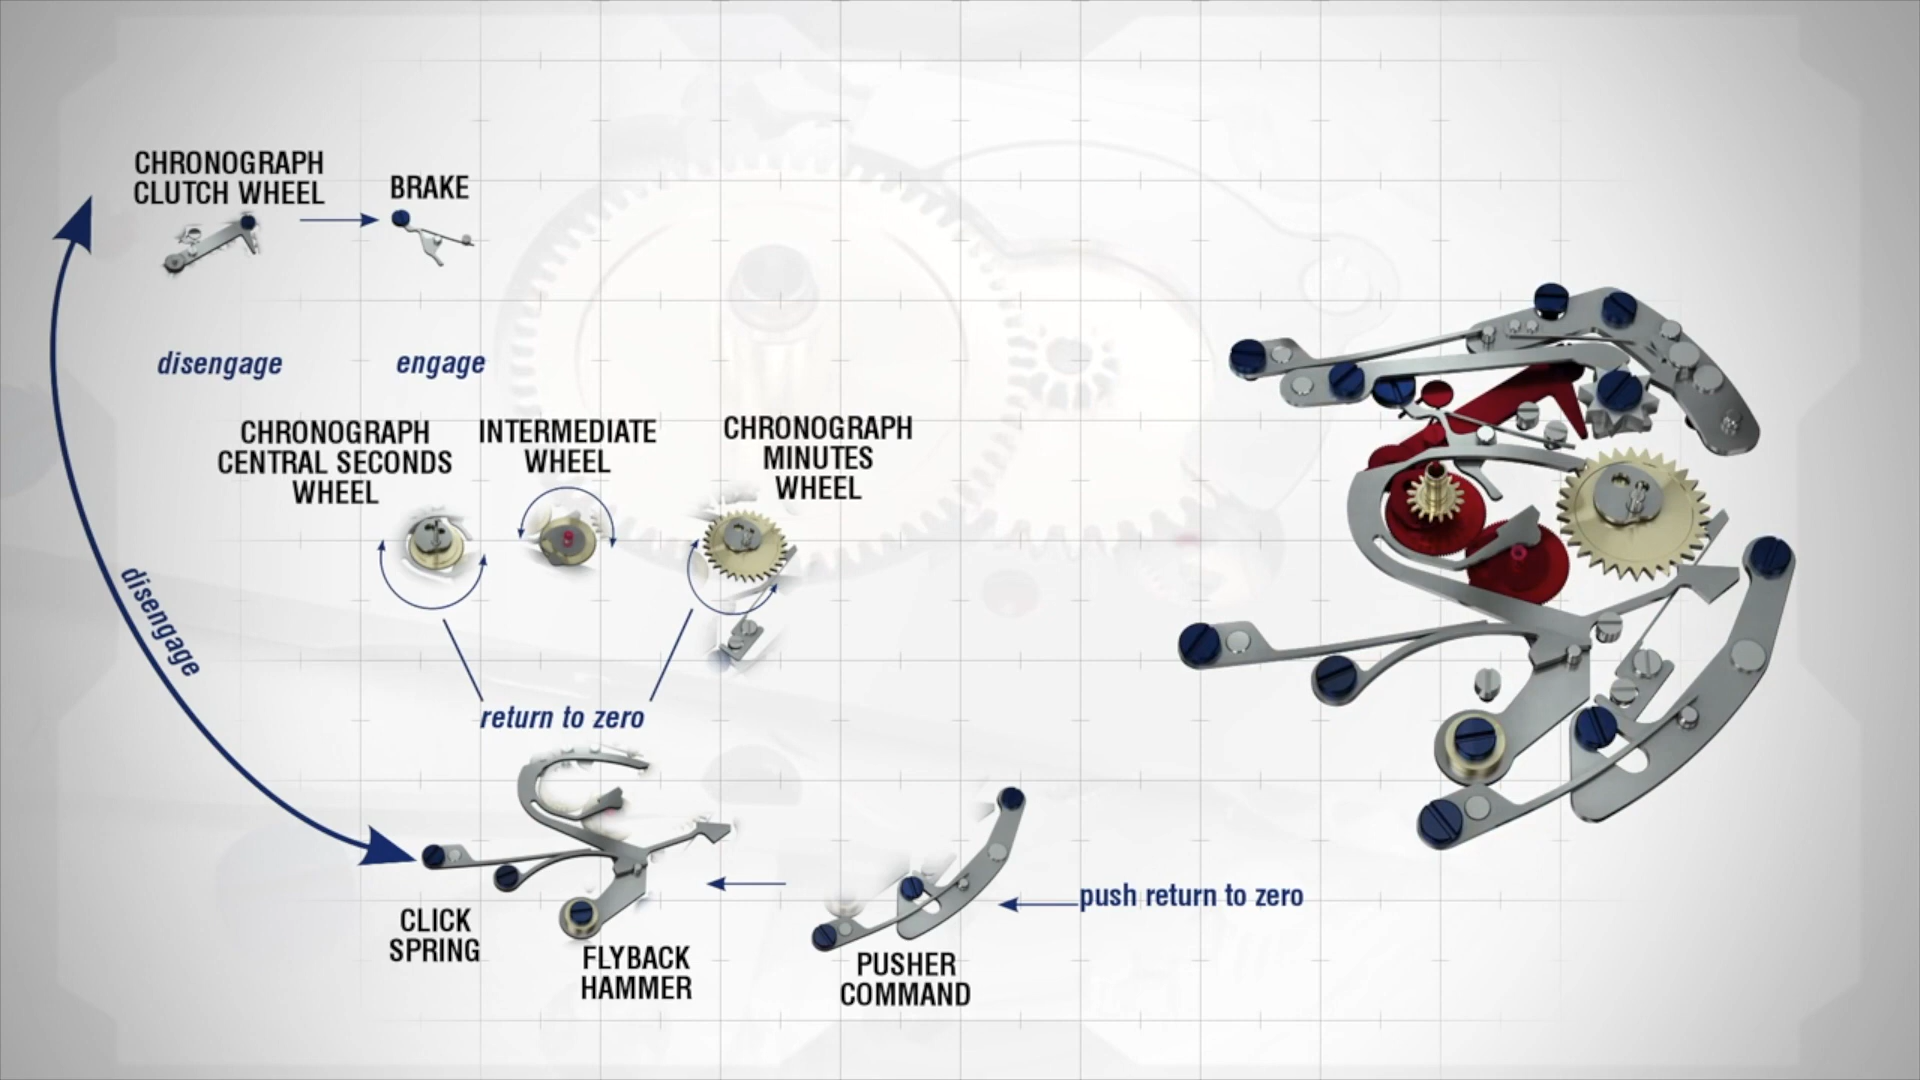 CHRONOGRAPH
CLUTCH WHEEL
BRAKE
disengage
engage
CHRONOGRAPH
CENTRAL SECONDS
WHEEL
INTERMEDIATE
WHEEL
CHRONOGRAPH
MINUTES
WHEEL
disengage
return to zero
CLICK
SPRING
FLYBACK
HAMMER
PUSHER
COMMAND
push return to zero